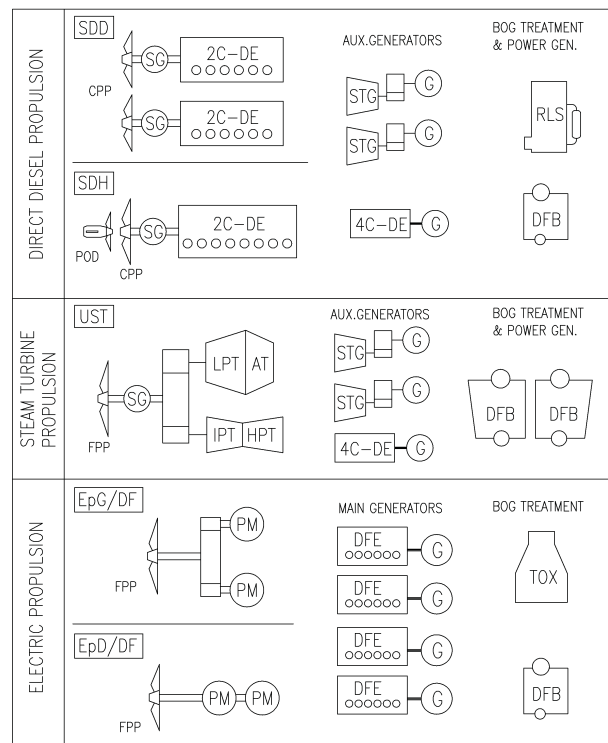 DIRECT DIESEL PROPULSION
SDD
CPP
SG
2C-DE
SG
2C-DE
AUX.GENERATORS
STG
G
STG
G
BOG TREATMENT
& POWER GEN.
RLS
SDH
POD
CPP
SG
2C-DE
4C-DE
G
DFB
STEAM TURBINE
PROPULSION
UST
FPP
SG
LPT
AT
IPT
HPT
AUX.GENERATORS
STG
G
STG
G
4C-DE
G
BOG TREATMENT
& POWER GEN.
DFB
DFB
ELECTRIC PROPULSION
EpG/DF
FPP
PM
PM
MAIN GENERATORS
DFE
G
DFE
G
DFE
G
DFE
G
BOG TREATMENT
TOX
EpD/DF
FPP
PM
PM
DFB